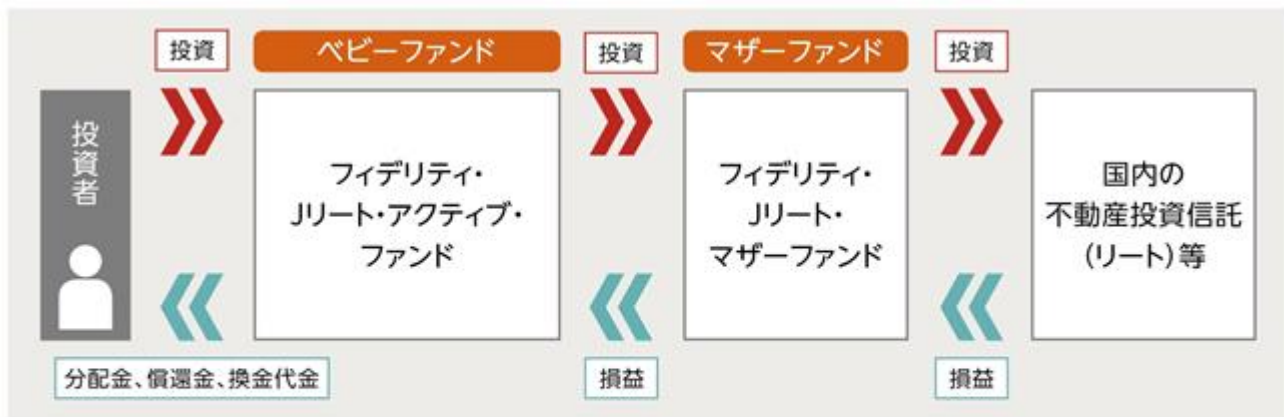 投資
ベビーファンド
投資
マザーファンド
投資
投資者
フィデリティ・
Jリート・アクティブ・
ファンド
フィデリティ・
Jリート・
マザーファンド
国内の
不動産投資信託
(リート)等
分配金、償還金、換金代金
損益
損益